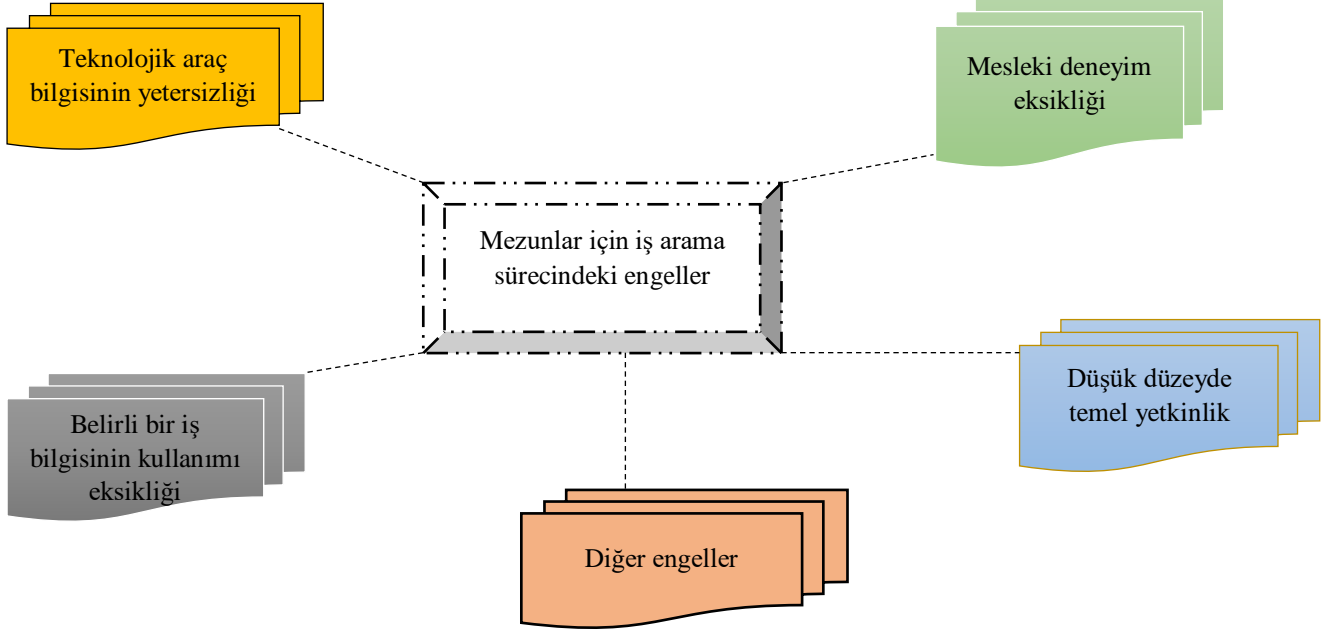 Teknolojik araç
bilgisinin yetersizliği
Mesleki deneyim
eksikliği
Mezunlar için iş arama
sürecindeki engeller
Düşük düzeyde
temel yetkinlik
Belirli bir iş
bilgisinin kullanımı
eksikliği
Diğer engeller